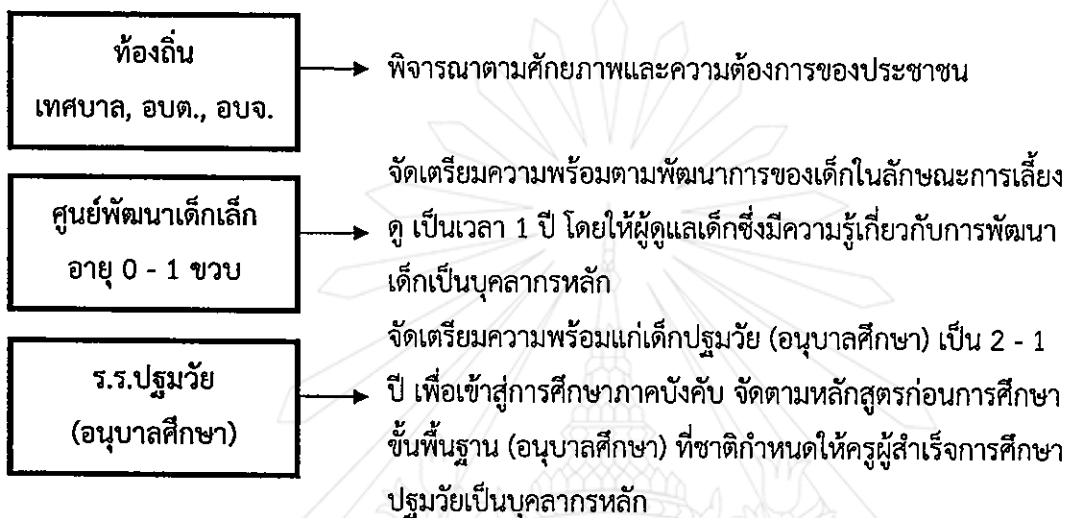 ท้องถิ่น
เทศบาล, อบต., อบจ.
พิจารณาตามศักยภาพและความต้องการของประชาชน
ศูนย์พัฒนาเด็กเล็ก
อายุ 0 - 1 ขวบ
จัดเตรียมความพร้อมตามพัฒนาการของเด็กในลักษณะการเลี้ยง
ดู เป็นเวลา 1 ปี โดยให้ผู้ดูแลเด็กซึ่งมีความรู้เกี่ยวกับการพัฒนา
เด็กเป็นบุคลากรหลัก
ร.ร.ปฐมวัย
(อนุบาลศึกษา)
จัดเตรียมความพร้อมแก่เด็กปฐมวัย (อนุบาลศึกษา) เป็น 2 - 1
ปี เพื่อเข้าสู่การศึกษาภาคบังคับ จัดตามหลักสูตรก่อนการศึกษา
ขั้นพื้นฐาน (อนุบาลศึกษา) ที่ชาติกำหนดให้ครูผู้สำเร็จการศึกษา
ปฐมวัยเป็นบุคลากรหลัก